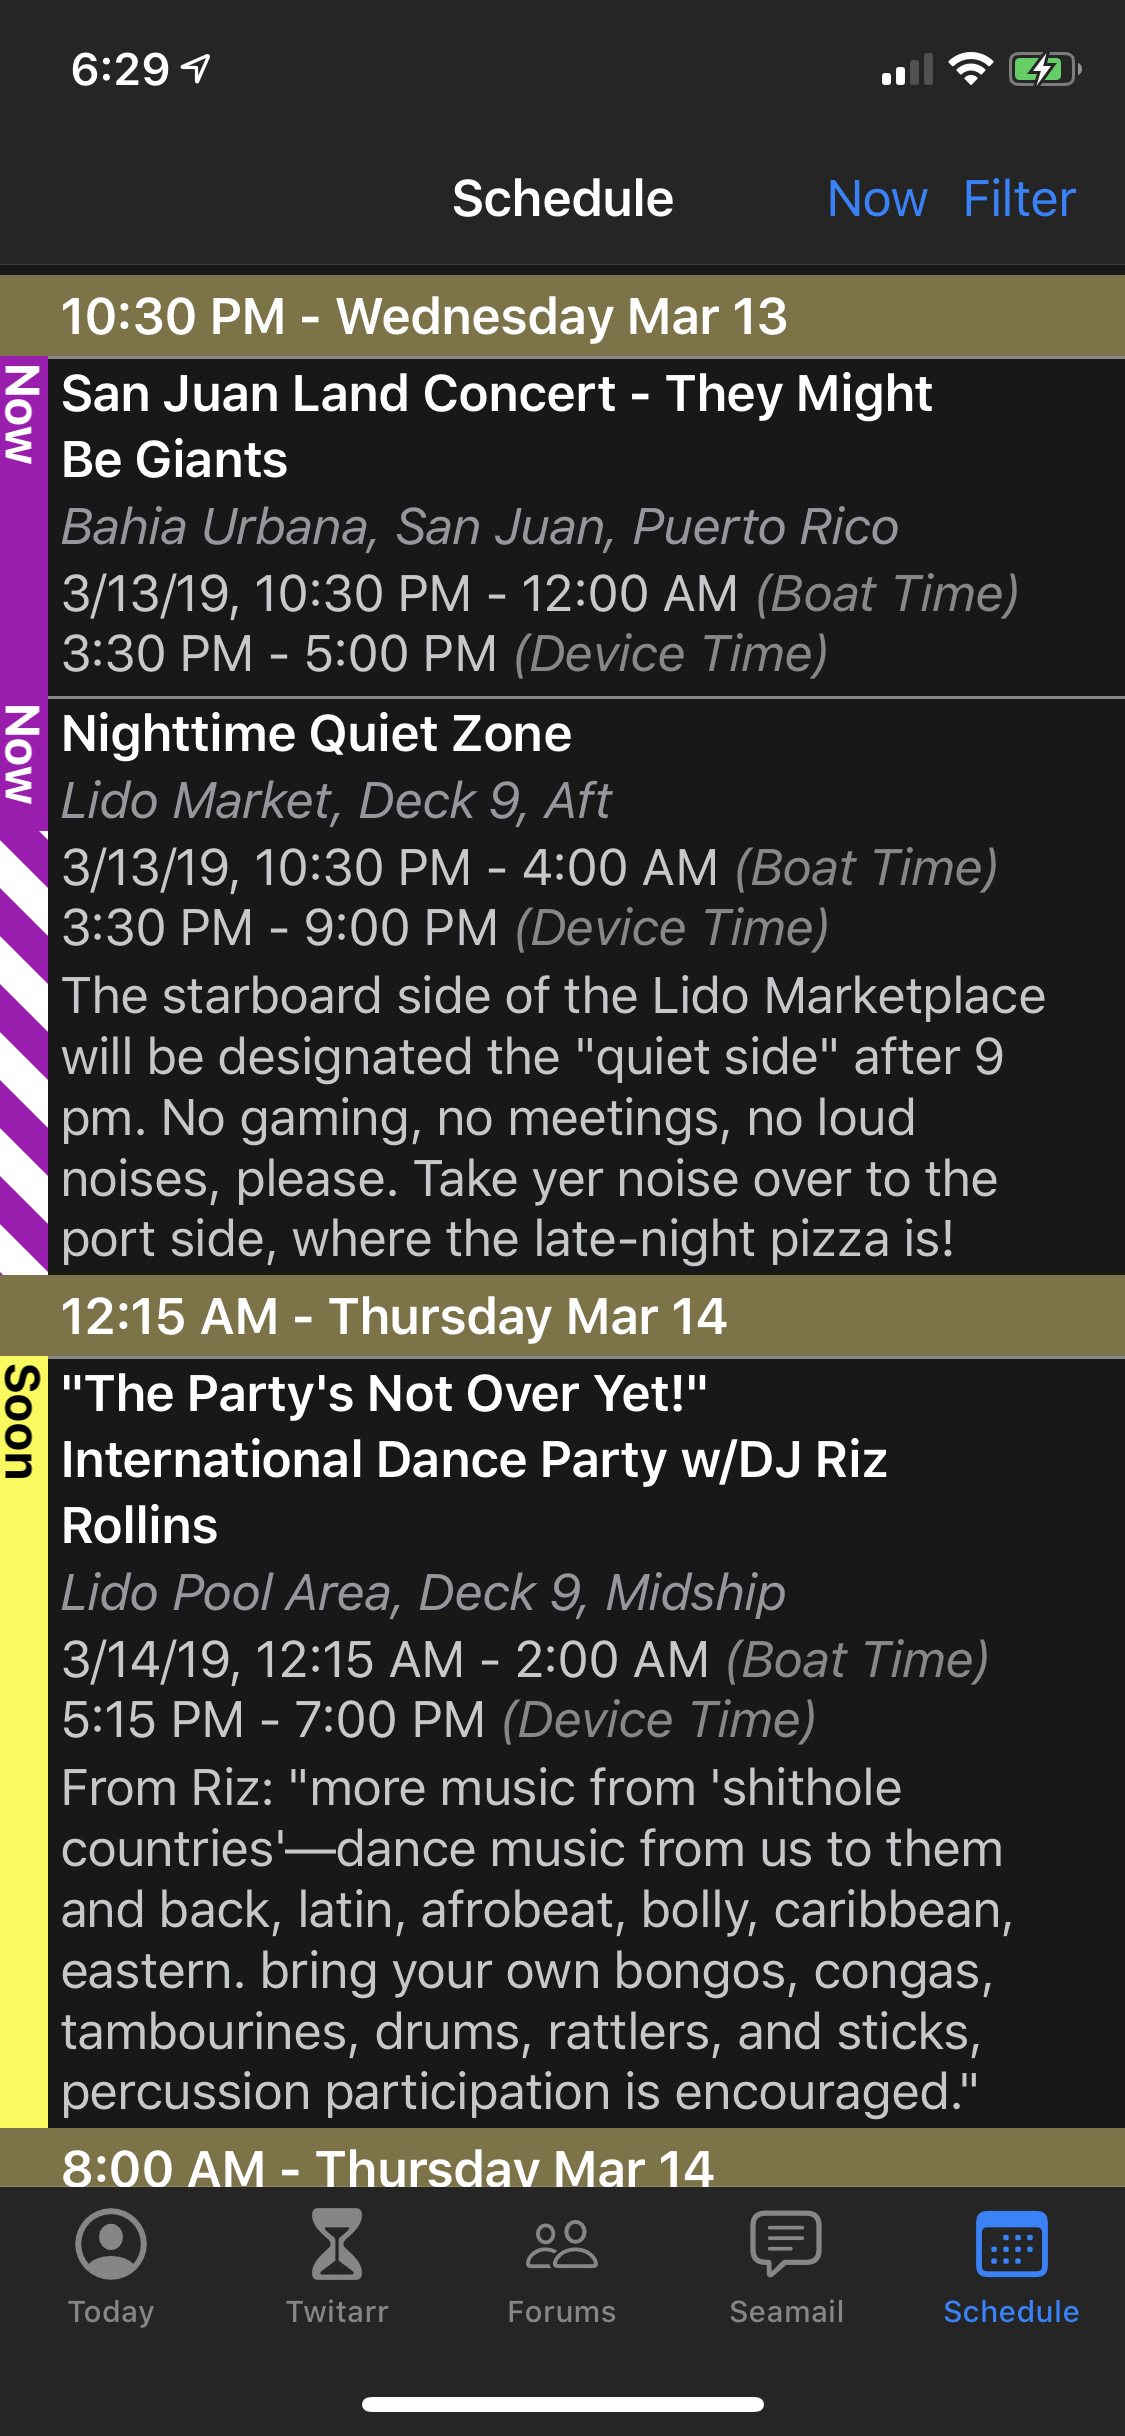 6:29
Schedule Now Filter
10:30 PM - Wednesday Mar 13
Now
San Juan Land Concert - They Might
Be Giants
Bahia Urbana, San Juan, Puerto Rico
3/13/19, 10:30 PM - 12:00 AM (Boat Time)
3:30 PM - 5:00 PM (Device Time)
Now
Nighttime Quiet Zone
Lido Market, Deck 9, Aft
3/13/19, 10:30 PM - 4:00 AM (Boat Time)
3:30 PM - 9:00 PM (Device Time)
The starboard side of the Lido Marketplace
will be designated the "quiet side" after 9
pm. No gaming, no meetings, no loud
noises, please. Take yer noise over to the
port side, where the late-night pizza is!
12:15 AM - Thursday Mar 14
Soon
"The Party's Not Over Yet!"
International Dance Party w/DJ Riz
Rollins
Lido Pool Area, Deck 9, Midship
3/14/19, 12:15 AM - 2:00 AM (Boat Time)
5:15 PM - 7:00 PM (Device Time)
From Riz: "more music from 'shithole
countries'—dance music from us to them
and back, latin, afrobeat, bolly, caribbean,
eastern. bring your own bongos, congas,
tambourines, drums, rattlers, and sticks,
percussion participation is encouraged."
8:00 AM - Thursday Mar 14
Today Twitarr Forums Seamail Schedule